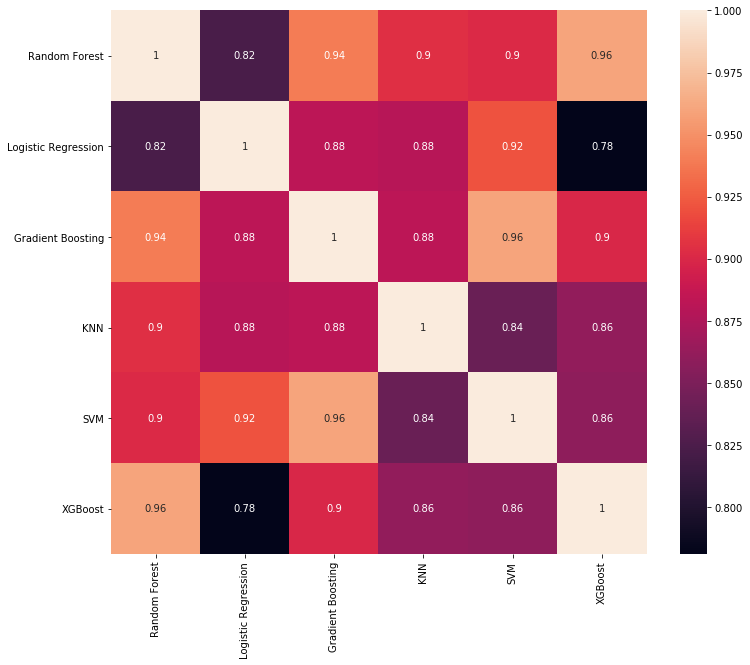 Random Forest 1 0.82 0.94 0.9 0.9 0.96
Logistic Regression 0.82 1 0.88 0.88 0.92 0.78
Gradient Boosting 0.94 0.88 1 0.88 0.96 0.9
KNN 0.9 0.88 0.88 1 0.84 0.86
SVM 0.9 0.92 0.96 0.84 1 0.86
XGBoost 0.96 0.78 0.9 0.86 0.86 1
Random Forest
Logistic Regression
Gradient Boosting
KNN
SVM
XGBoost
1.000
0.975
0.950
0.925
0.900
0.875
0.850
0.825
0.800